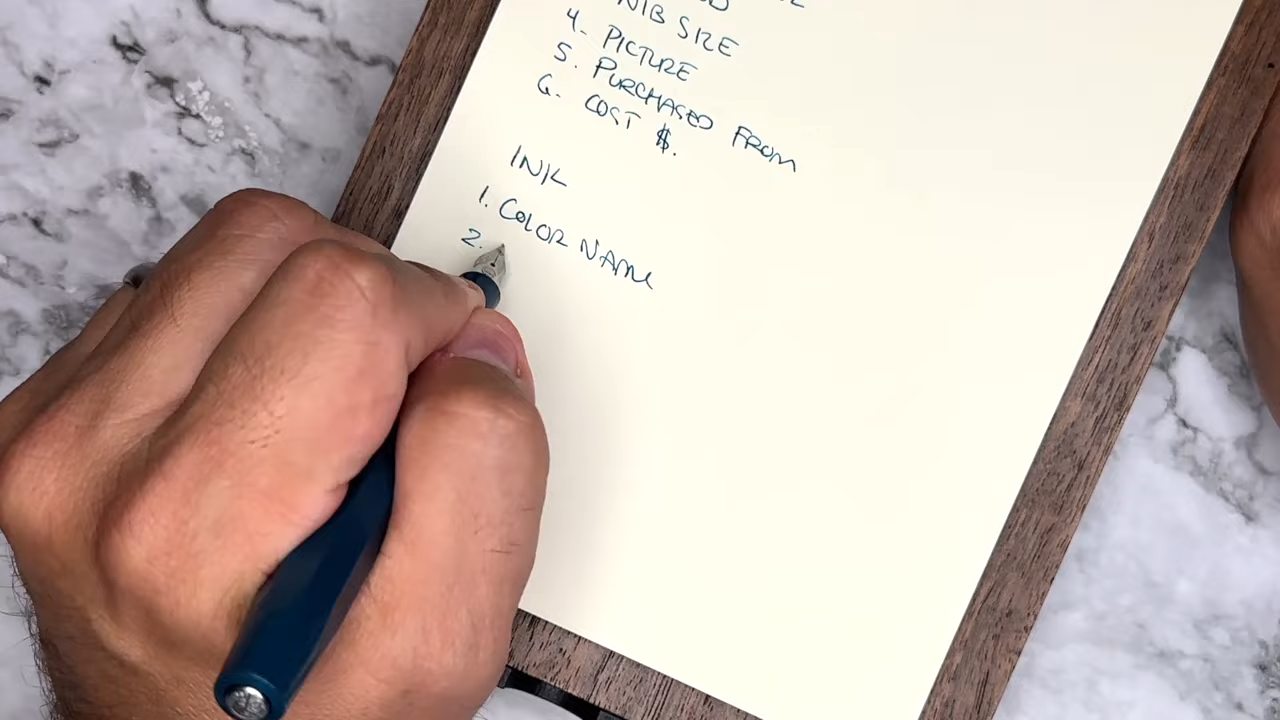 NIB SIZE
4. PICTURE
5. PURCHASED FROM
6. COST $.
INK
1. COLOR NAME
2.